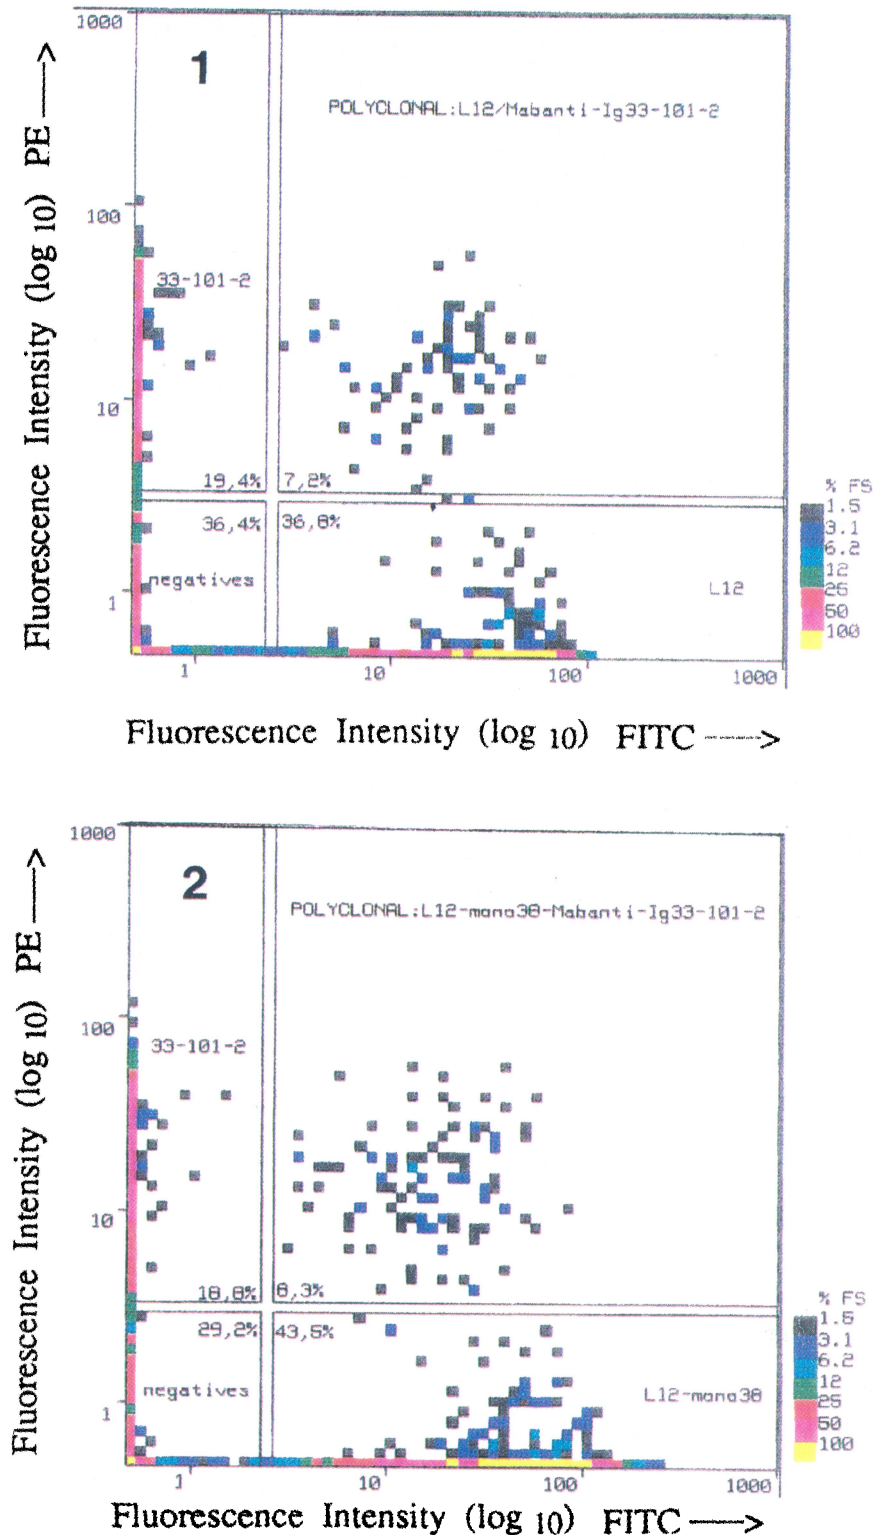 1000
1
POLYCLONAL:L12/Mabanti-Ig33-101-2
100
33-101-2
10
19,4% 7,2%
36,4% 36,8%
negatives
L12
1
% FS
1.5
3.1
6.2
12
25
50
100
1 10 100 1000
Fluorescence Intensity (log 10) PE --->
Fluorescence Intensity (log 10) FITC ---->
1000
2
POLYCLONAL:L12-mana38-Mabanti-Ig33-101-2
100
33-101-2
10
18,8% 8,3%
29,2% 43,5%
negatives
L12-mana38
1
% FS
1.5
3.1
6.2
12
25
50
100
1 10 100 1000
Fluorescence Intensity (log 10) PE --->
Fluorescence Intensity (log 10) FITC --->